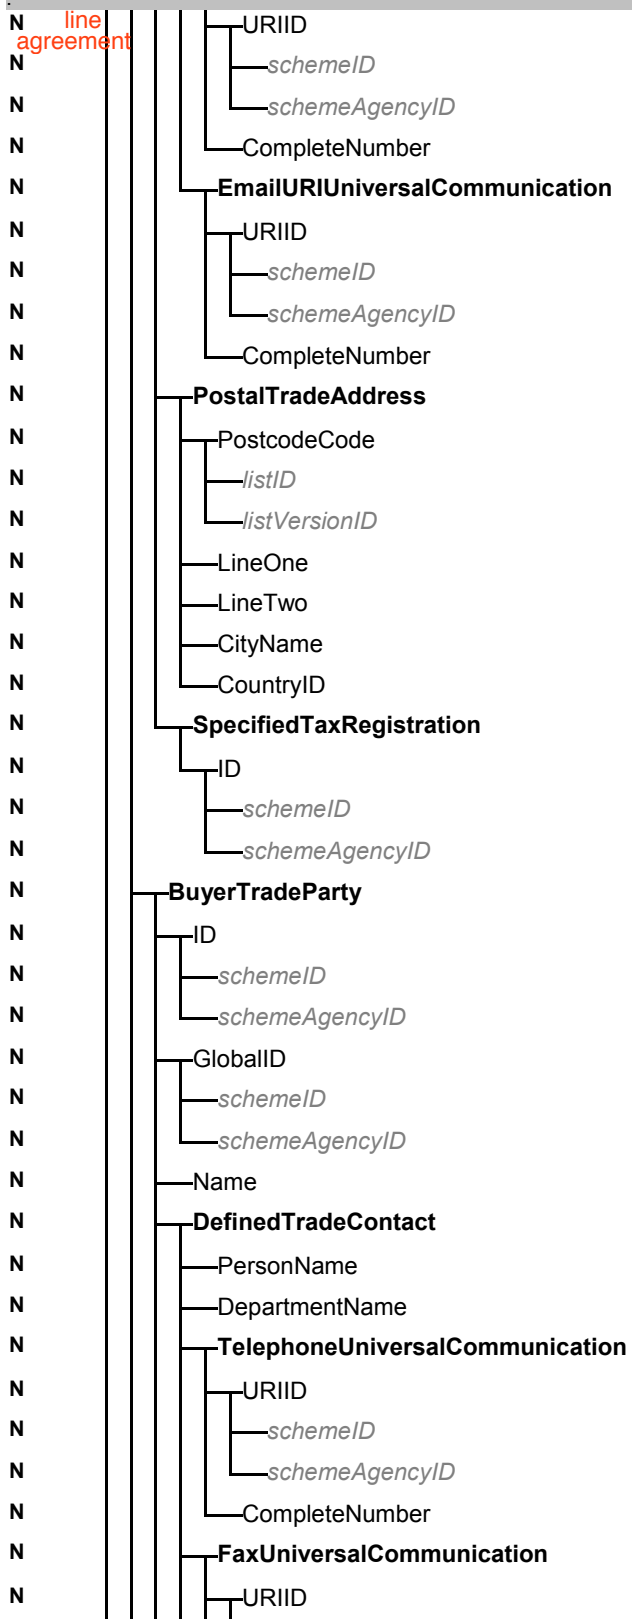 N line URIID
agreement
N schemeID
N schemeAgencyID
N CompleteNumber
N EmailURIUniversalCommunication
N URIID
N schemeID
N schemeAgencyID
N CompleteNumber
N PostalTradeAddress
N PostcodeCode
N listID
N listVersionID
N LineOne
N LineTwo
N CityName
N CountryID
N SpecifiedTaxRegistration
N ID
N schemeID
N schemeAgencyID
N BuyerTradeParty
N ID
N schemeID
N schemeAgencyID
N GlobalID
N schemeID
N schemeAgencyID
N Name
N DefinedTradeContact
N PersonName
N DepartmentName
N TelephoneUniversalCommunication
N URIID
N schemeID
N schemeAgencyID
N CompleteNumber
N FaxUniversalCommunication
N URIID